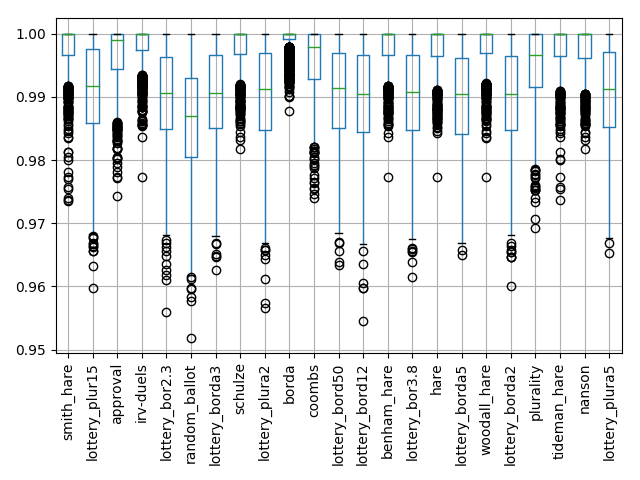 1.00
0.99
0.98
0.97
0.96
0.95
smith_hare
lottery_plur15
approval
irv-duels
lottery_bor2.3
random_ballot
lottery_borda3
schulze
lottery_plura2
borda
coombs
lottery_bord50
lottery_bord12
benham_hare
lottery_bor3.8
hare
lottery_borda5
woodall_hare
lottery_borda2
plurality
tideman_hare
nanson
lottery_plura5